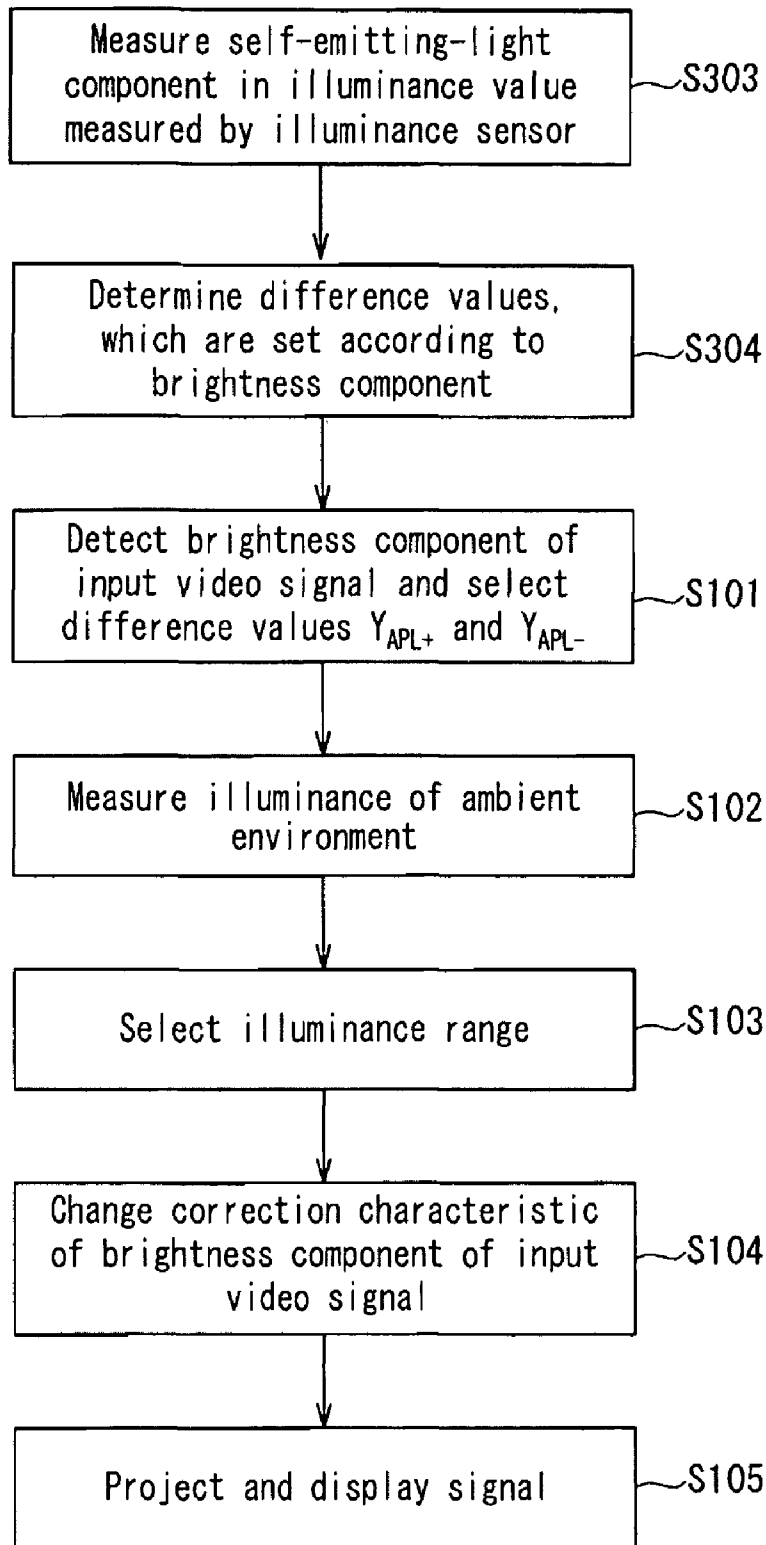 Measure self-emitting-light
component in illuminance value
measured by illuminance sensor
S303
Determine difference values,
which are set according to
brightness component
S304
Detect brightness component of
input video signal and select
difference values YAPL+ and YAPL-
S101
Measure illuminance of ambient
environment
S102
Select illuminance range
S103
Change correction characteristic
of brightness component of input
video signal
S104
Project and display signal
S105